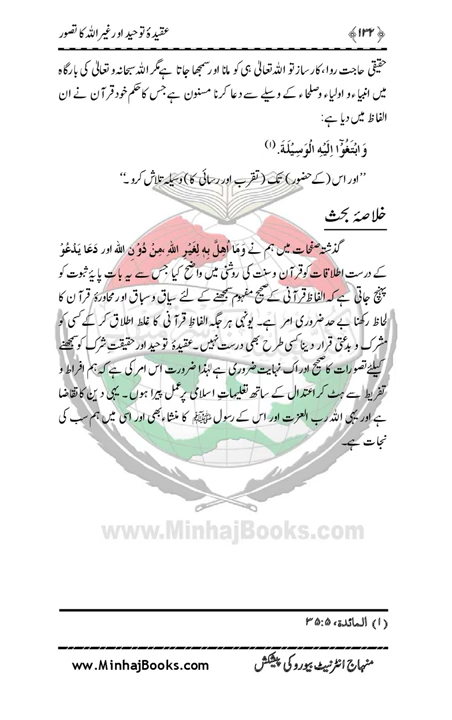 ﴿۱۳۲﴾ عقیدۂ توحید اور غیر اللہ کا تصور
حقیقی حاجت روا، کارساز تو اللہ تعالیٰ ہی کو مانا اور سمجھا جاتا ہے مگر اللہ سبحانہ و تعالیٰ کی بارگاہ
میں انبیاء و اولیاء و صلحاء کے وسیلے سے دعا کرنا مسنون ہے جس کا حکم خود قرآن نے ان
الفاظ میں دیا ہے:
وَابْتَغُوْٓا اِلَيْهِ الْوَسِيْلَةَ. (۱)
’’اور اس (کے حضور) تک (تقرب اور رسائی کا) وسیلہ تلاش کرو۔‘‘
خلاصۂ بحث
گذشتہ صفحات میں ہم نے وَمَا اُهِلَّ بِهٖ لِغَيْرِ اللهِ ،مِنْ دُوْنِ الله اور دَعَا يَدْعُوْ
کے درست اطلاقات کو قرآن و سنت کی روشنی میں واضح کیا جس سے یہ بات پایۂ ثبوت کو
پہنچ جاتی ہے کہ الفاظِ قرآنی کے صحیح مفہوم سمجھنے کے لئے سیاق و سباق اور محاورۂ قرآن کا
لحاظ رکھنا بے حد ضروری امر ہے۔ یونہی ہر جگہ الفاظِ قرآنی کا غلط اطلاق کر کے کسی کو
مشرک و بدعتی قرار دینا کسی طرح بھی درست نہیں۔ عقیدۂ توحید اور حقیقتِ شرک کو سمجھنے
کیلئے تصورات کا صحیح ادراک نہایت ضروری ہے لہٰذا ضرورت اس امر کی ہے کہ ہم افراط و
تفریط سے ہٹ کر اعتدال کے ساتھ تعلیماتِ اسلامی پر عمل پیرا ہوں۔ یہی دین کا تقاضا
ہے اور یہی اللہ رب العزت اور اس کے رسول ﷺ کا منشاء بھی اور اسی میں ہم سب کی
نجات ہے۔
www.MinhajBooks.com
(۱) المائدة، ۵:۳۵
منہاج انٹرنیٹ بیورو کی پیشکش www.MinhajBooks.com